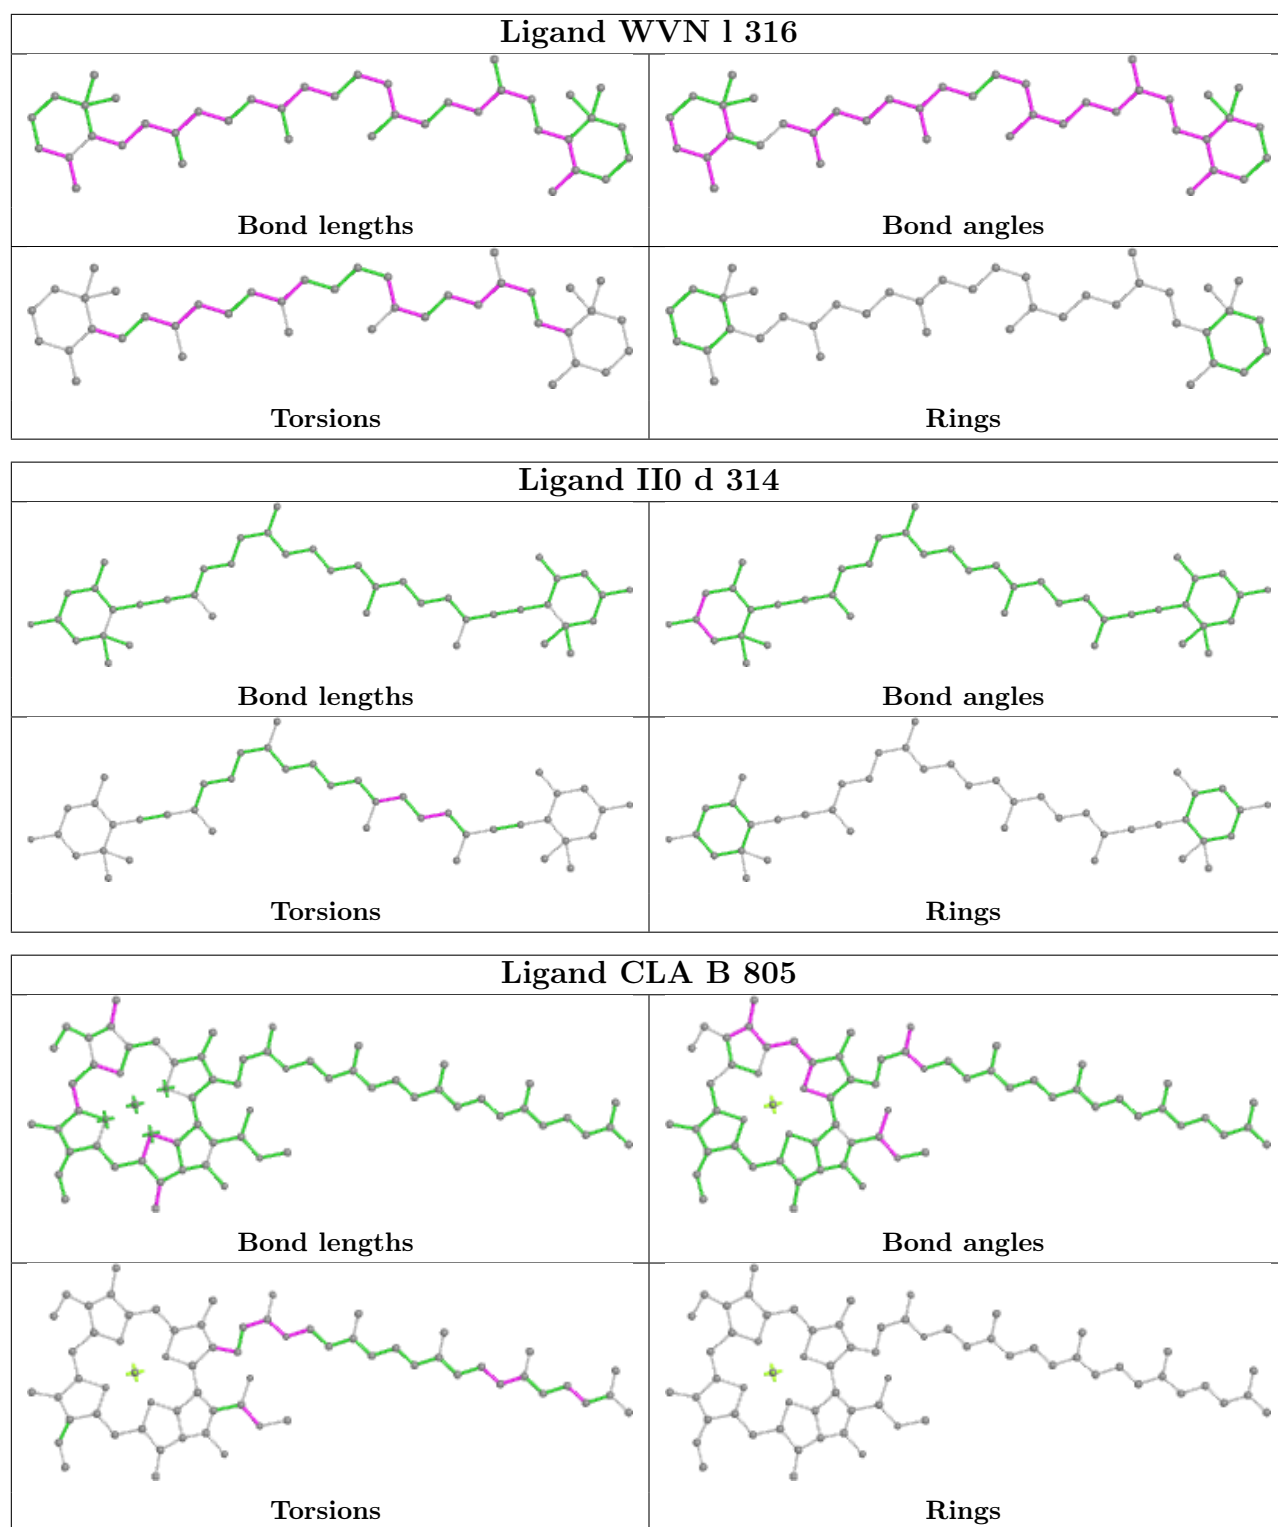 Ligand WVN l 316
Bond lengths
Bond angles
Torsions
Rings
Ligand II0 d 314
Bond lengths
Bond angles
Torsions
Rings
Ligand CLA B 805
Bond lengths
Bond angles
Torsions
Rings